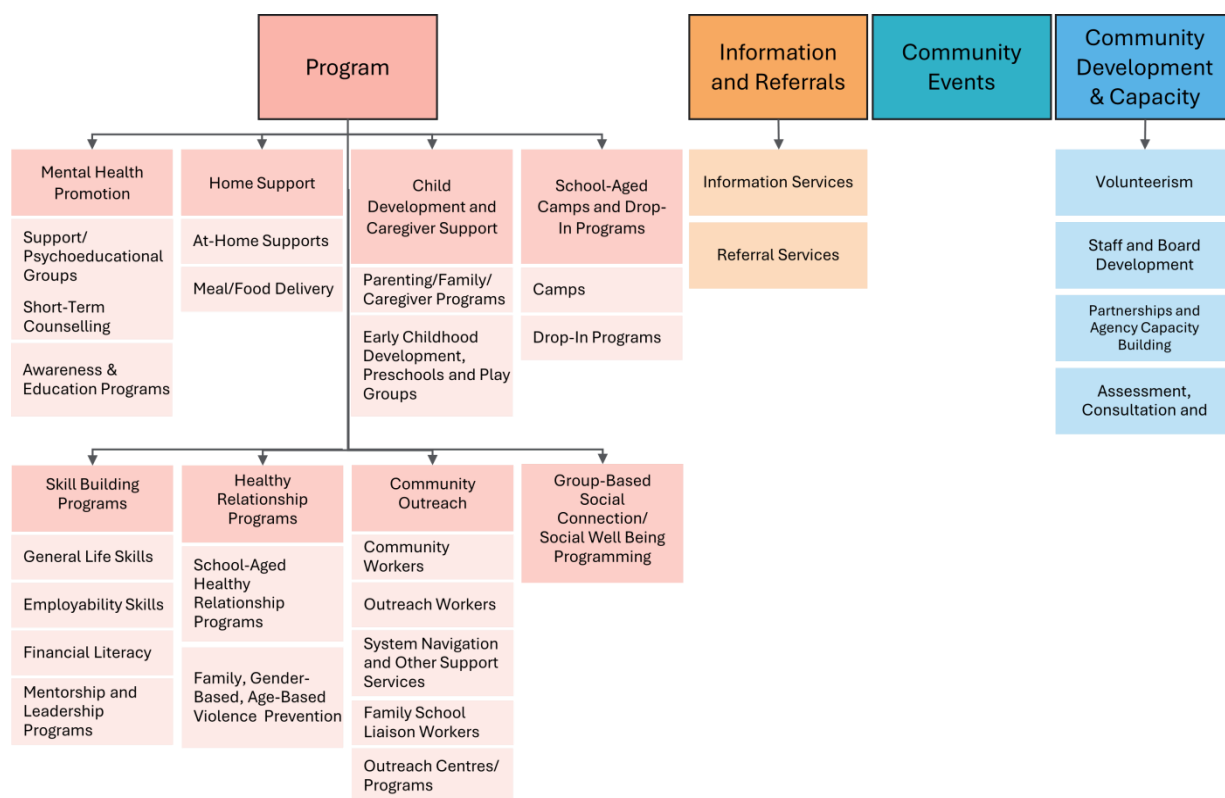 Program
Information
and Referrals
Community
Events
Community
Development
& Capacity
Mental Health
Promotion
Support/
Psychoeducational
Groups
Short-Term
Counselling
Awareness &
Education Programs
Home Support
At-Home Supports
Meal/Food Delivery
Child
Development and
Caregiver Support
Parenting/Family/
Caregiver Programs
Early Childhood
Development,
Preschools and Play
Groups
School-Aged
Camps and Drop-
In Programs
Camps
Drop-In Programs
Information Services
Referral Services
Volunteerism
Staff and Board
Development
Partnerships and
Agency Capacity
Building
Assessment,
Consultation and
Skill Building
Programs
General Life Skills
Employability Skills
Financial Literacy
Mentorship and
Leadership
Programs
Healthy
Relationship
Programs
School-Aged
Healthy
Relationship
Programs
Family, Gender-
Based, Age-Based
Violence Prevention
Community
Outreach
Community
Workers
Outreach Workers
System Navigation
and Other Support
Services
Family School
Liaison Workers
Outreach Centres/
Programs
Group-Based
Social
Connection/
Social Well Being
Programming